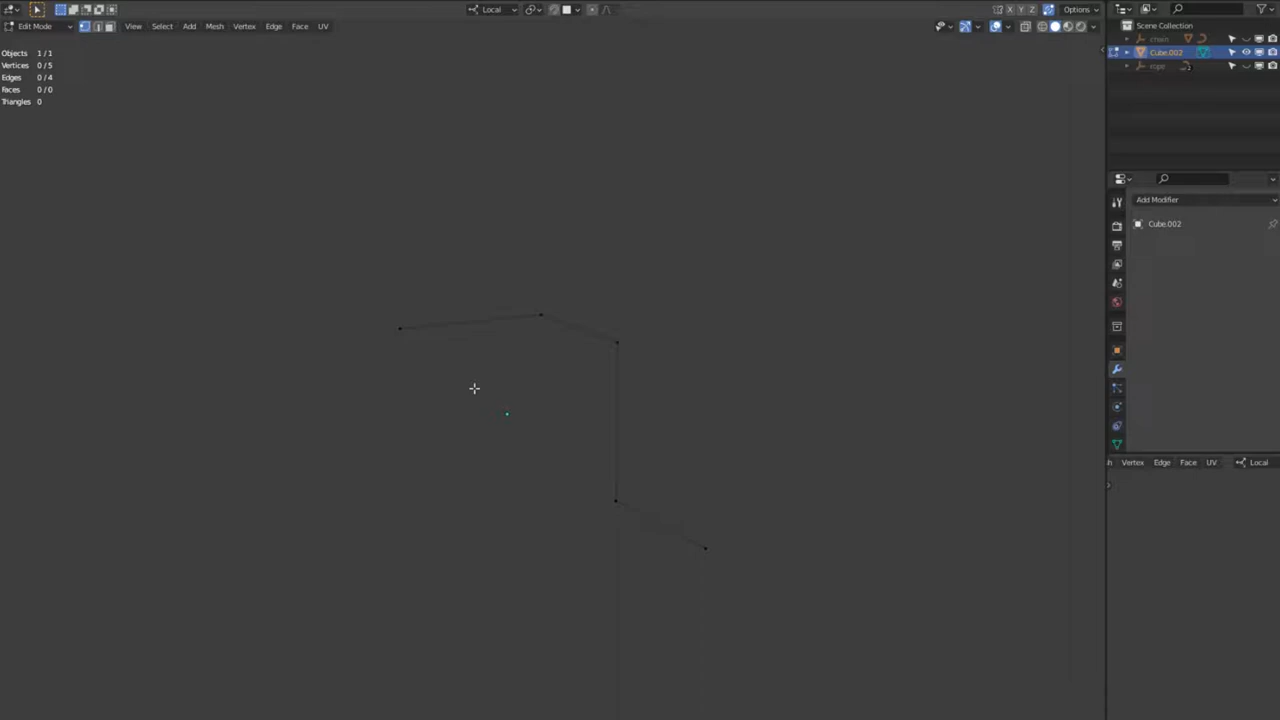 Local
X Y Z
Options
Edit Mode
View Select Add Mesh Vertex Edge Face UV
Objects 1 / 1
Vertices 0 / 5
Edges 0 / 4
Faces 0 / 0
Triangles 0
Scene Collection
chain
Cube.002
rope
Add Modifier
Cube.002
h Vertex Edge Face UV Local